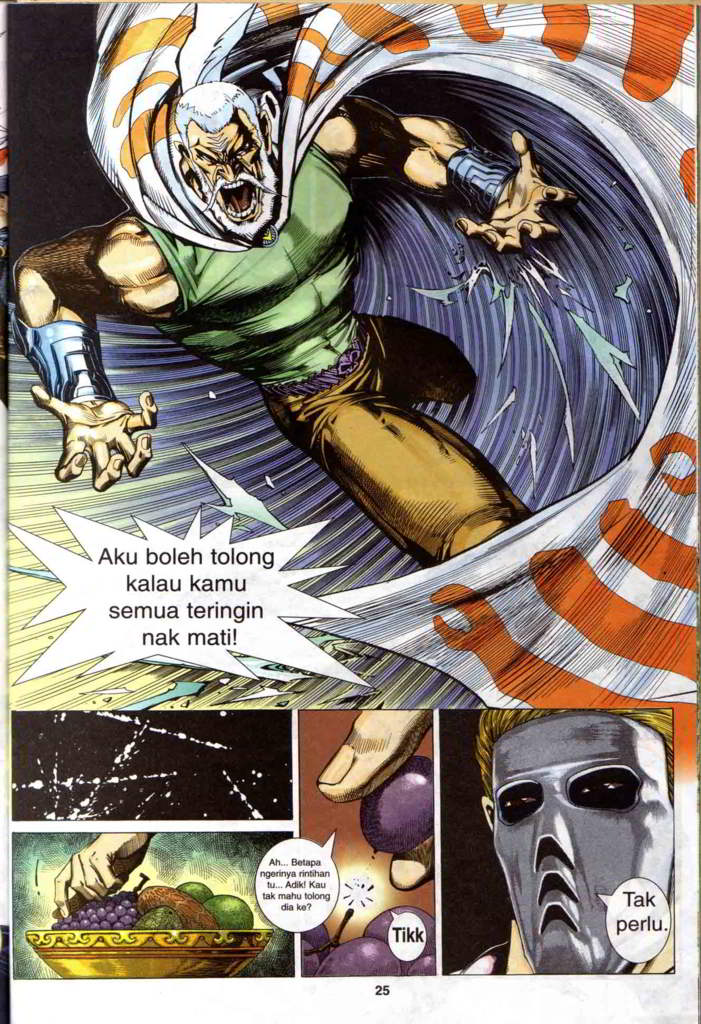 Aku boleh tolong
kalau kamu
semua teringin
nak mati!
Ah... Betapa
ngerinya rintihan
tu... Adik! Kau
tak mahu tolong
dia ke?
Tikk
Tak
perlu.
25